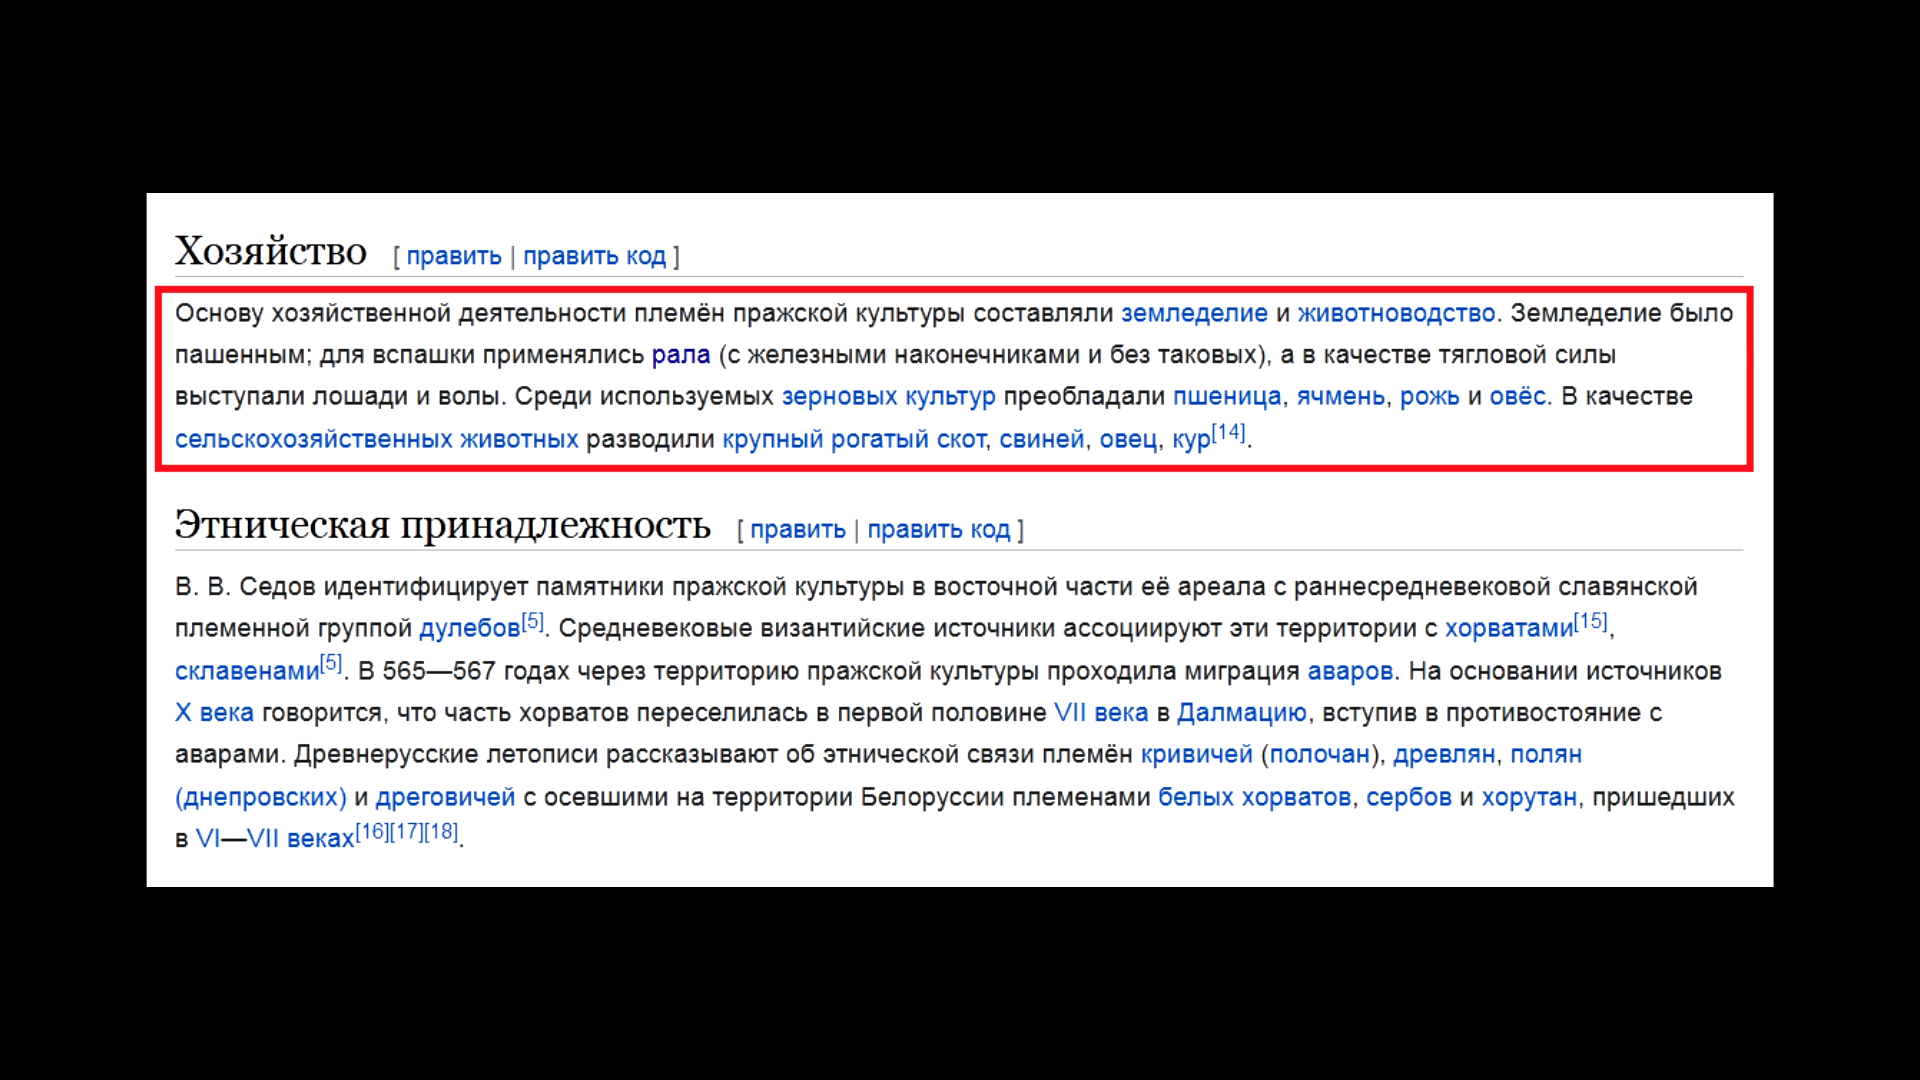 Хозяйство [ править | править код ]
Основу хозяйственной деятельности племён пражской культуры составляли земледелие и животноводство. Земледелие было
пашенным; для вспашки применялись рала (с железными наконечниками и без таковых), а в качестве тягловой силы
выступали лошади и волы. Среди используемых зерновых культур преобладали пшеница, ячмень, рожь и овёс. В качестве
сельскохозяйственных животных разводили крупный рогатый скот, свиней, овец, кур[14].
Этническая принадлежность [ править | править код ]
В. В. Седов идентифицирует памятники пражской культуры в восточной части её ареала с раннесредневековой славянской
племенной группой дулебов[5]. Средневековые византийские источники ассоциируют эти территории с хорватами[15],
склавенами[5]. В 565—567 годах через территорию пражской культуры проходила миграция аваров. На основании источников
X века говорится, что часть хорватов переселилась в первой половине VII века в Далмацию, вступив в противостояние с
аварами. Древнерусские летописи рассказывают об этнической связи племён кривичей (полочан), древлян, полян
(днепровских) и дреговичей с осевшими на территории Белоруссии племенами белых хорватов, сербов и хорутан, пришедших
в VI—VII веках[16][17][18].